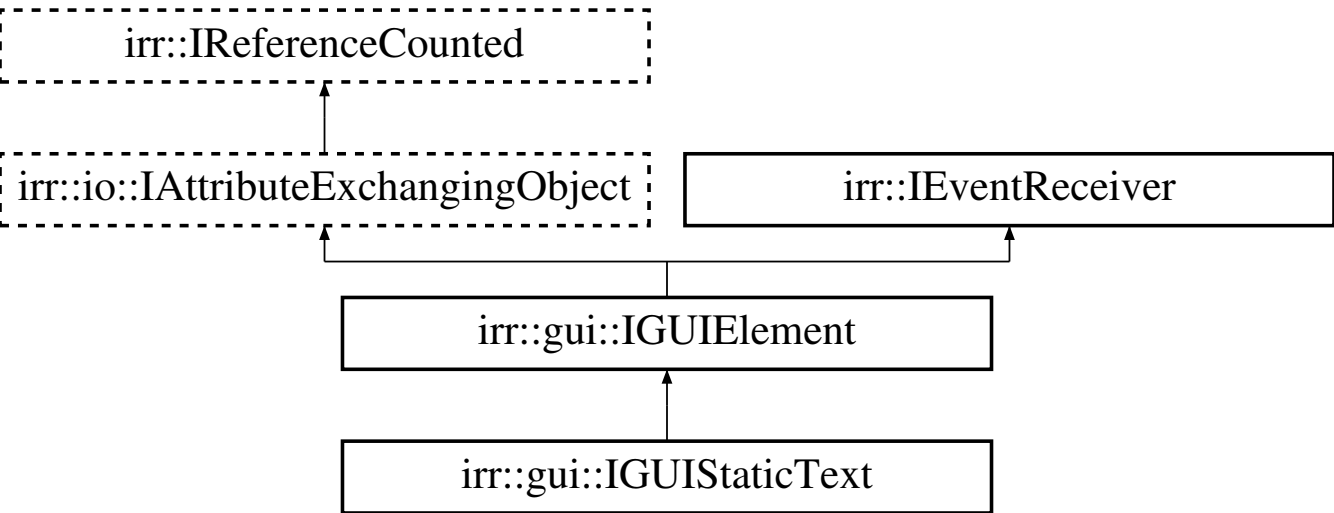 irr::IReferenceCounted
irr::io::IAttributeExchangingObject
irr::IEventReceiver
irr::gui::IGUIElement
irr::gui::IGUIStaticText